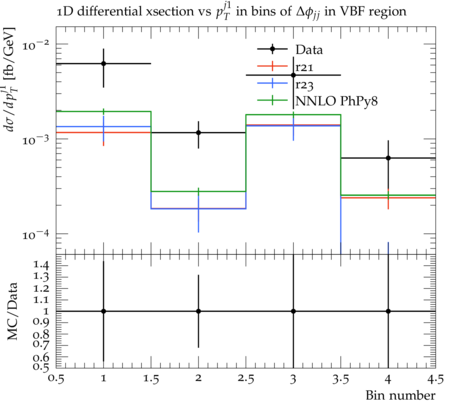 1D differential xsection vs p_T^{j1} in bins of Δϕ_{jj} in VBF region
dσ/dp_T^{j1} [fb/GeV]
10^{−2}
10^{−3}
10^{−4}
Data
r21
r23
NNLO PhPy8
MC/Data
1.4
1.3
1.2
1.1
1
0.9
0.8
0.7
0.6
0.5
0.5 1 1.5 2 2.5 3 3.5 4 4.5
Bin number